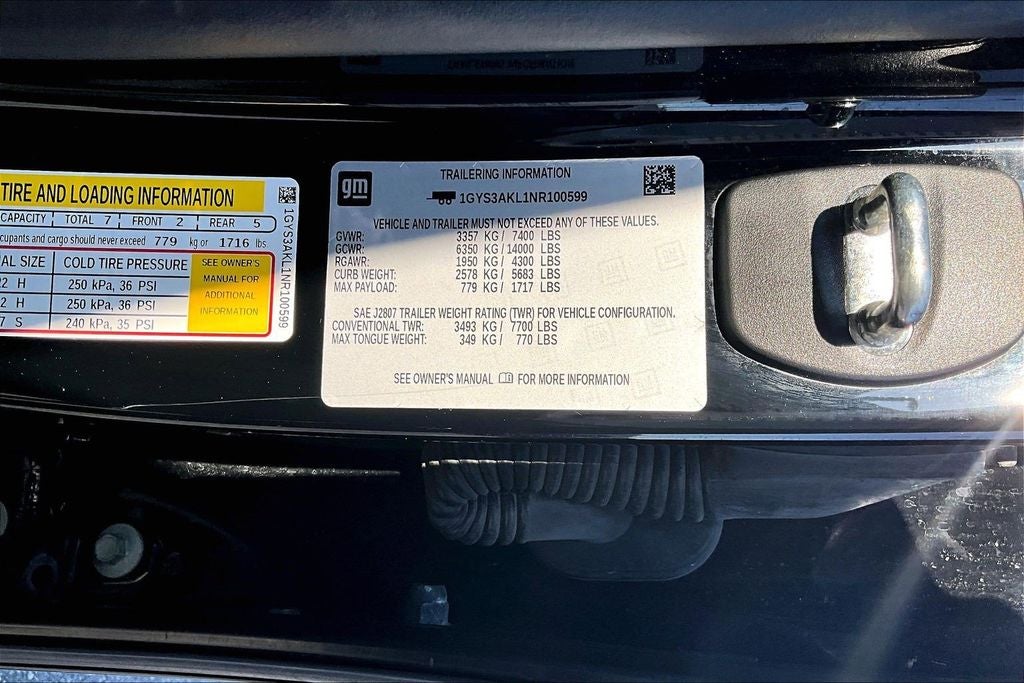 TIRE AND LOADING INFORMATION
CAPACITY TOTAL 7 FRONT 2 REAR 5
cupants and cargo should never exceed 779 kg or 1716 lbs
AL SIZE COLD TIRE PRESSURE
2 H 250 kPa, 36 PSI
2 H 250 kPa, 36 PSI
7 S 240 kPa, 35 PSI
SEE OWNER'S
MANUAL FOR
ADDITIONAL
INFORMATION
1GYS3AKL1NR100599
gm
TRAILERING INFORMATION
1GYS3AKL1NR100599
VEHICLE AND TRAILER MUST NOT EXCEED ANY OF THESE VALUES.
GVWR: 3357 KG / 7400 LBS
GCWR: 6350 KG / 14000 LBS
RGAWR: 1950 KG / 4300 LBS
CURB WEIGHT: 2578 KG / 5683 LBS
MAX PAYLOAD: 779 KG / 1717 LBS
SAE J2807 TRAILER WEIGHT RATING (TWR) FOR VEHICLE CONFIGURATION.
CONVENTIONAL TWR: 3493 KG / 7700 LBS
MAX TONGUE WEIGHT: 349 KG / 770 LBS
SEE OWNER'S MANUAL FOR MORE INFORMATION